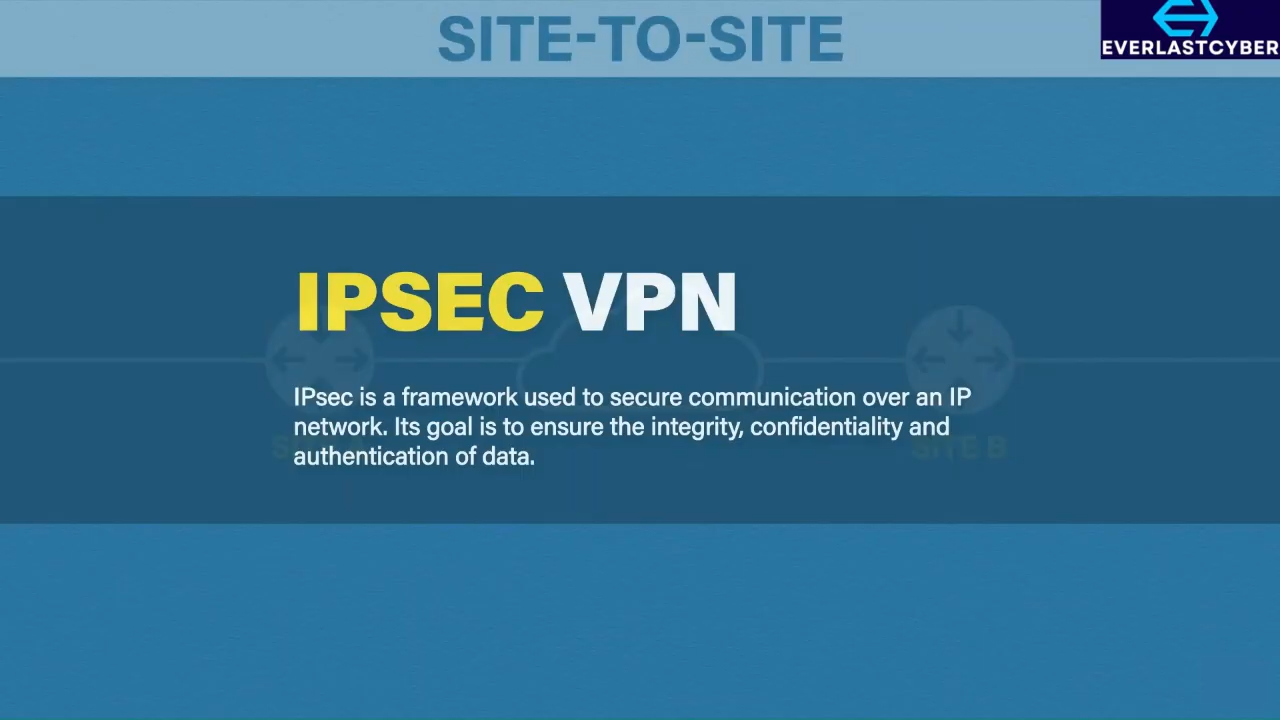 SITE-TO-SITE
EVERLASTCYBER
IPSEC VPN
IPsec is a framework used to secure communication over an IP
network. Its goal is to ensure the integrity, confidentiality and
authentication of data.
SITE B